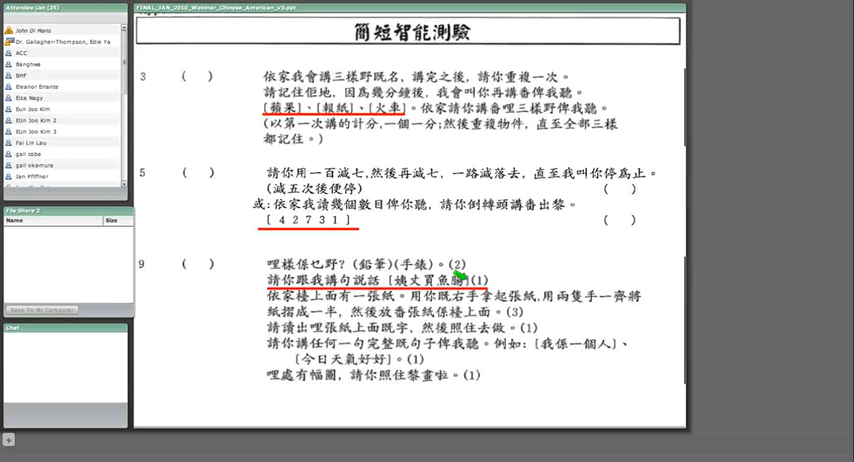 Attendee List (35)
John Di Mario
Dr. Gallagher-Thompson, Edie Ya
ACC
Banghwa
BHF
Eleanor Errante
Elza Nagy
Eun Joo Kim
EUn Joo Kim 2
EUn Joo Kim 3
Fai Lin Lau
gail cobe
gail okamura
Jan Pfiffner
File Share 2
Name Size
Save To My Computer
Chat
FINAL_JAN_2010_Webinar_Chinese_American_v3.ppt
簡短智能測驗
3 ( ) 依家我會講三樣野既名，講完之後，請你重複一次。
請記住佢地，因為幾分鐘後，我會叫你再講番俾我聽。
[蘋果]、[報紙]、[火車]。依家請你講番哩三樣野俾我聽。
(以第一次講的計分,一個一分;然後重複物件，直至全部三樣
都記住。)
5 ( ) 請你用一百減七,然後再減七，一路減落去，直至我叫你停為止。
(減五次後便停) ( )
或:依家我讀幾個數目俾你聽，請你倒轉頭講番出黎。
[ 4 2 7 3 1 ] ( )
9 ( ) 哩樣係乜野? (鉛筆)(手錶)。(2)
請你跟我講句說話 [姨丈買魚腸](1)
依家檯上面有一張紙。用你既右手拿起張紙,用兩隻手一齊將
紙摺成一半，然後放番張紙係檯上面。(3)
請讀出哩張紙上面既字，然後照住去做。(1)
請你講任何一句完整既句子俾我聽。例如:[我係一個人]、
[今日天氣好好]。(1)
哩處有幅圖，請你照住黎畫啦。(1)